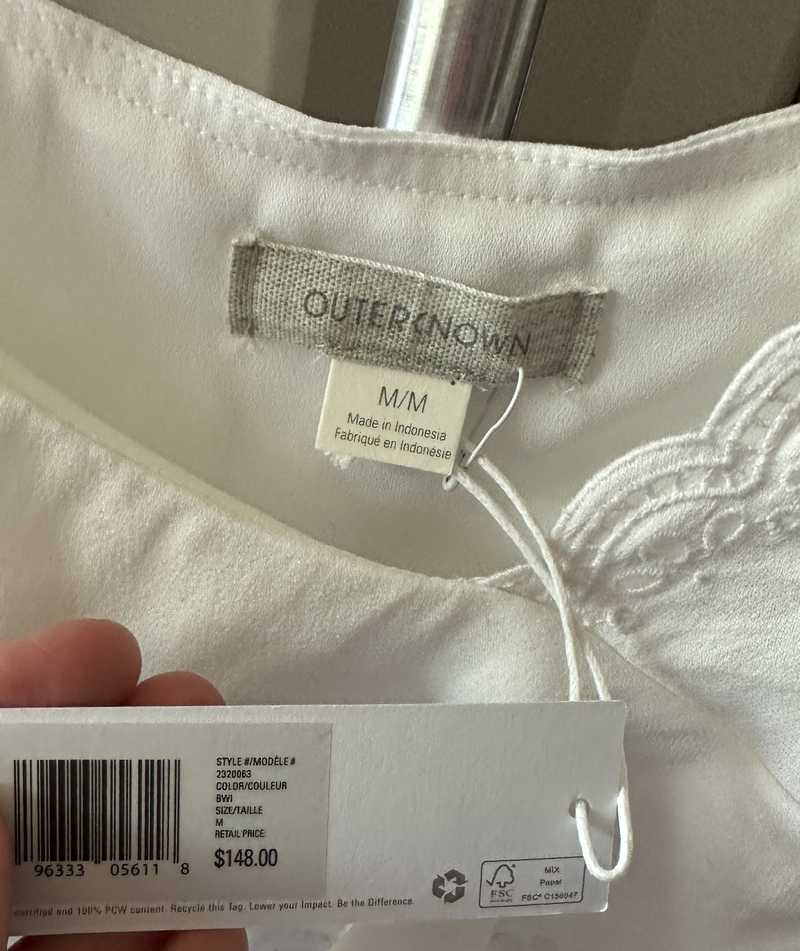 OUTERKNOWN
M/M
Made in Indonesia
Fabriqué en Indonésie
STYLE #/MODÈLE #
2320063
COLOR/COULEUR
BWI
SIZE/TAILLE
M
RETAIL PRICE:
$148.00
96333 05611 8
MIX
Paper
FSC
FSC® C156047
certified and 100% PCW content. Recycle this Tag. Lower your Impact. Be the Difference.